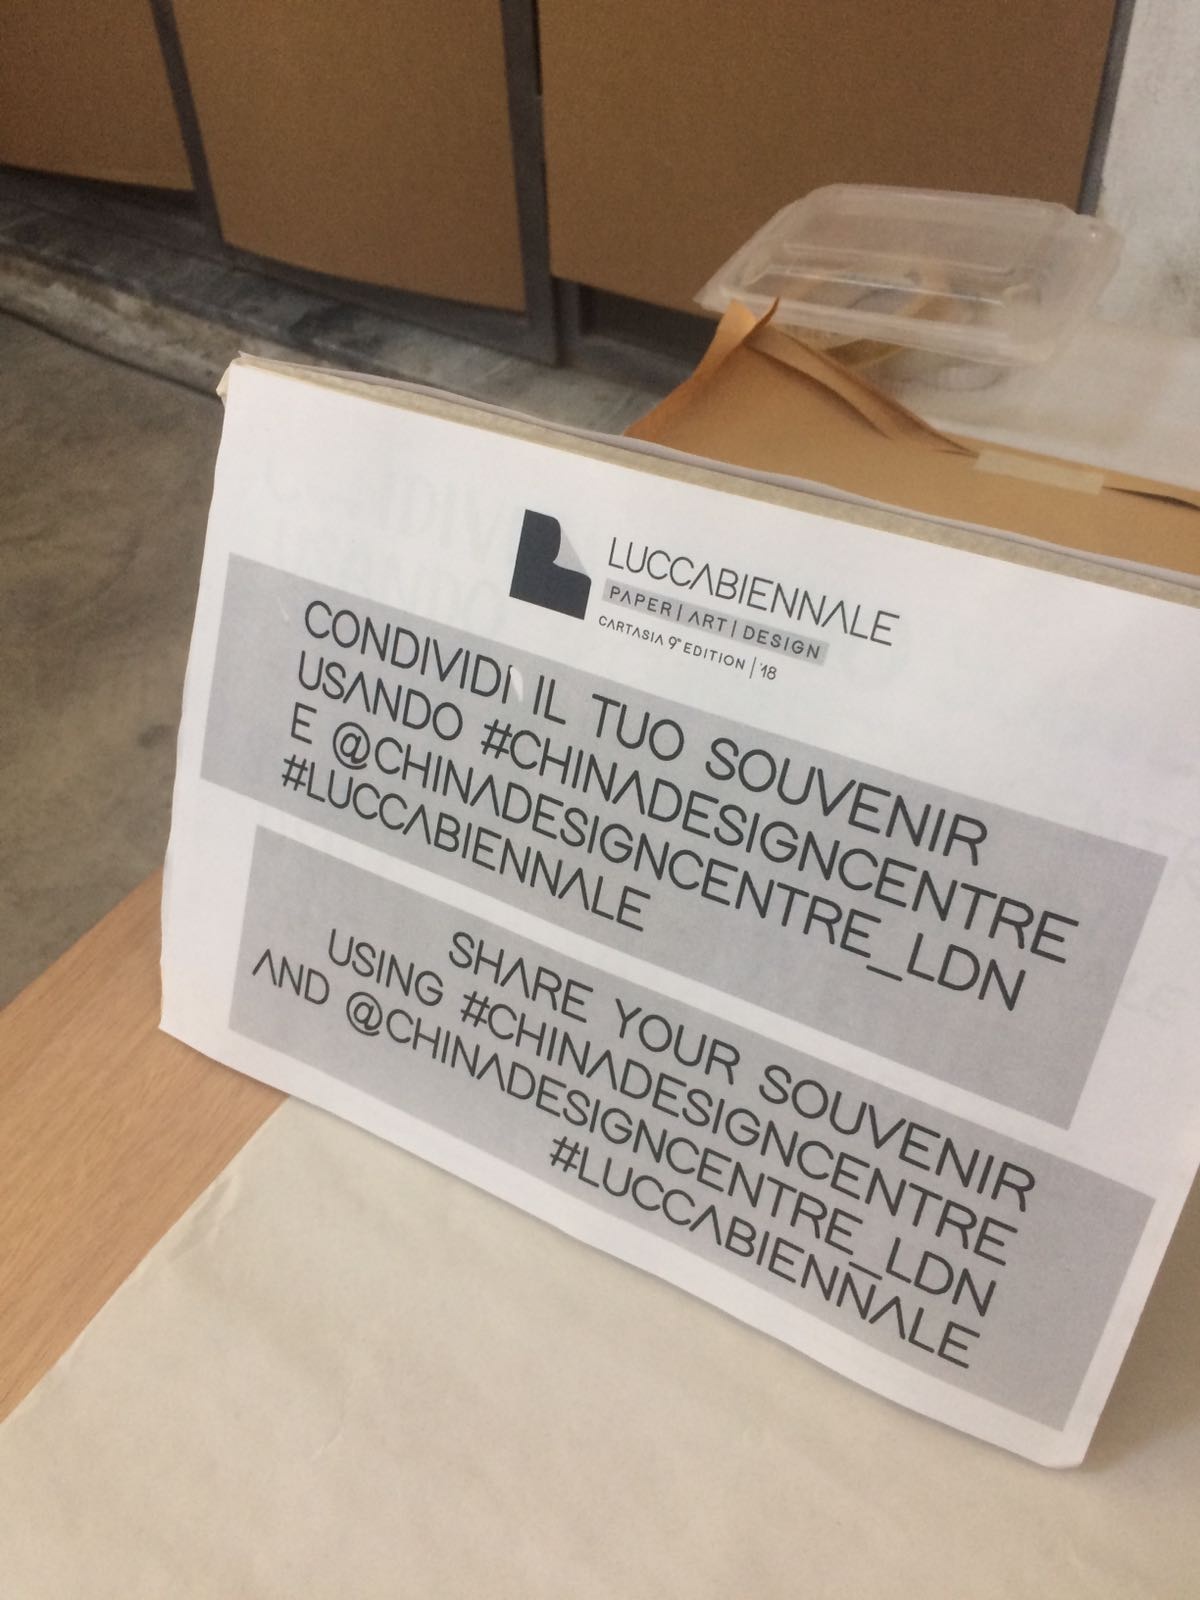 LUCCABIENNALE
PAPER | ART | DESIGN
CARTASIA 9° EDITION | '18
CONDIVIDI IL TUO SOUVENIR
USANDO #CHINADESIGNCENTRE
E @CHINADESIGNCENTRE_LDN
#LUCCABIENNALE
SHARE YOUR SOUVENIR
USING #CHINADESIGNCENTRE
AND @CHINADESIGNCENTRE_LDN
#LUCCABIENNALE